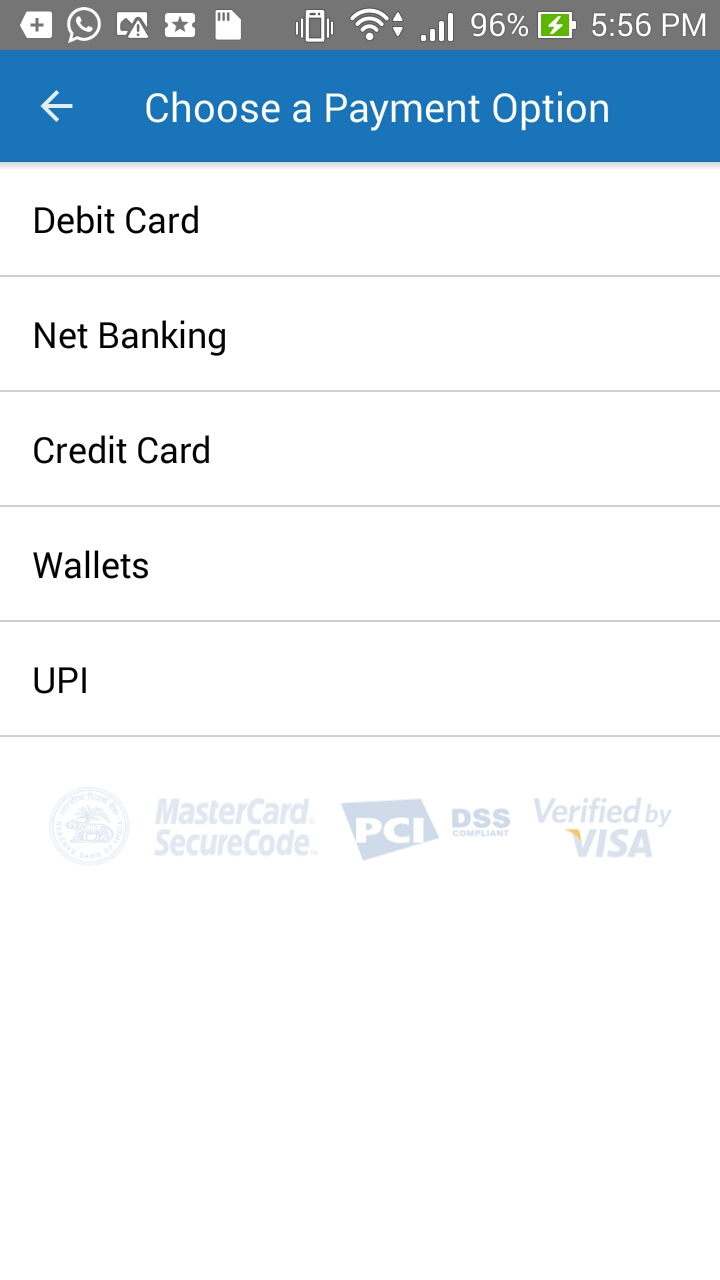 96% 5:56 PM
Choose a Payment Option
Debit Card
Net Banking
Credit Card
Wallets
UPI
MasterCard. SecureCode.™
PCI DSS COMPLIANT
Verified by VISA